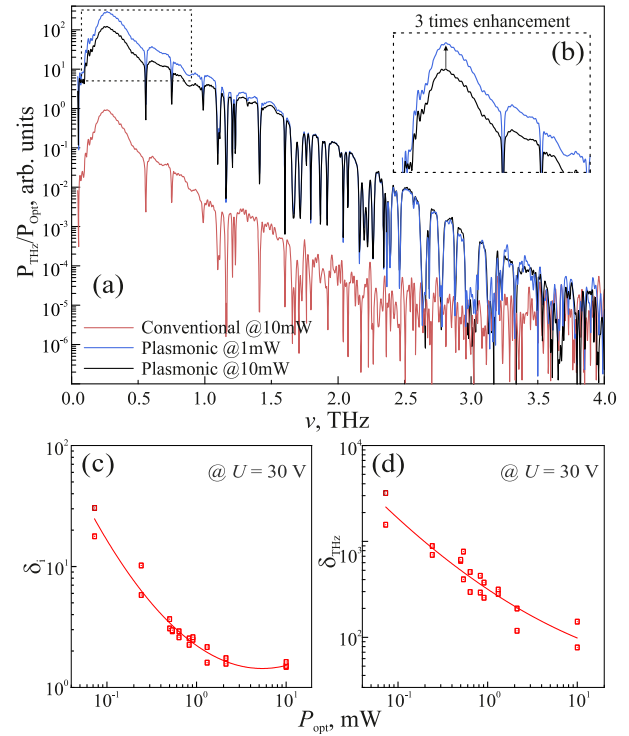 3 times enhancement
(b)
P_THz/P_Opt, arb. units
10^2
10^1
10^0
10^-1
10^-2
10^-3
10^-4
10^-5
10^-6
(a)
Conventional @10mW
Plasmonic @1mW
Plasmonic @10mW
0.0 0.5 1.0 1.5 2.0 2.5 3.0 3.5 4.0
ν, THz
(c)
@ U = 30 V
δ_i
10^2
10^1
10^0
10^-1 10^0 10^1
(d)
@ U = 30 V
δ_THz
10^4
10^3
10^2
10^-1 10^0 10^1
P_opt, mW